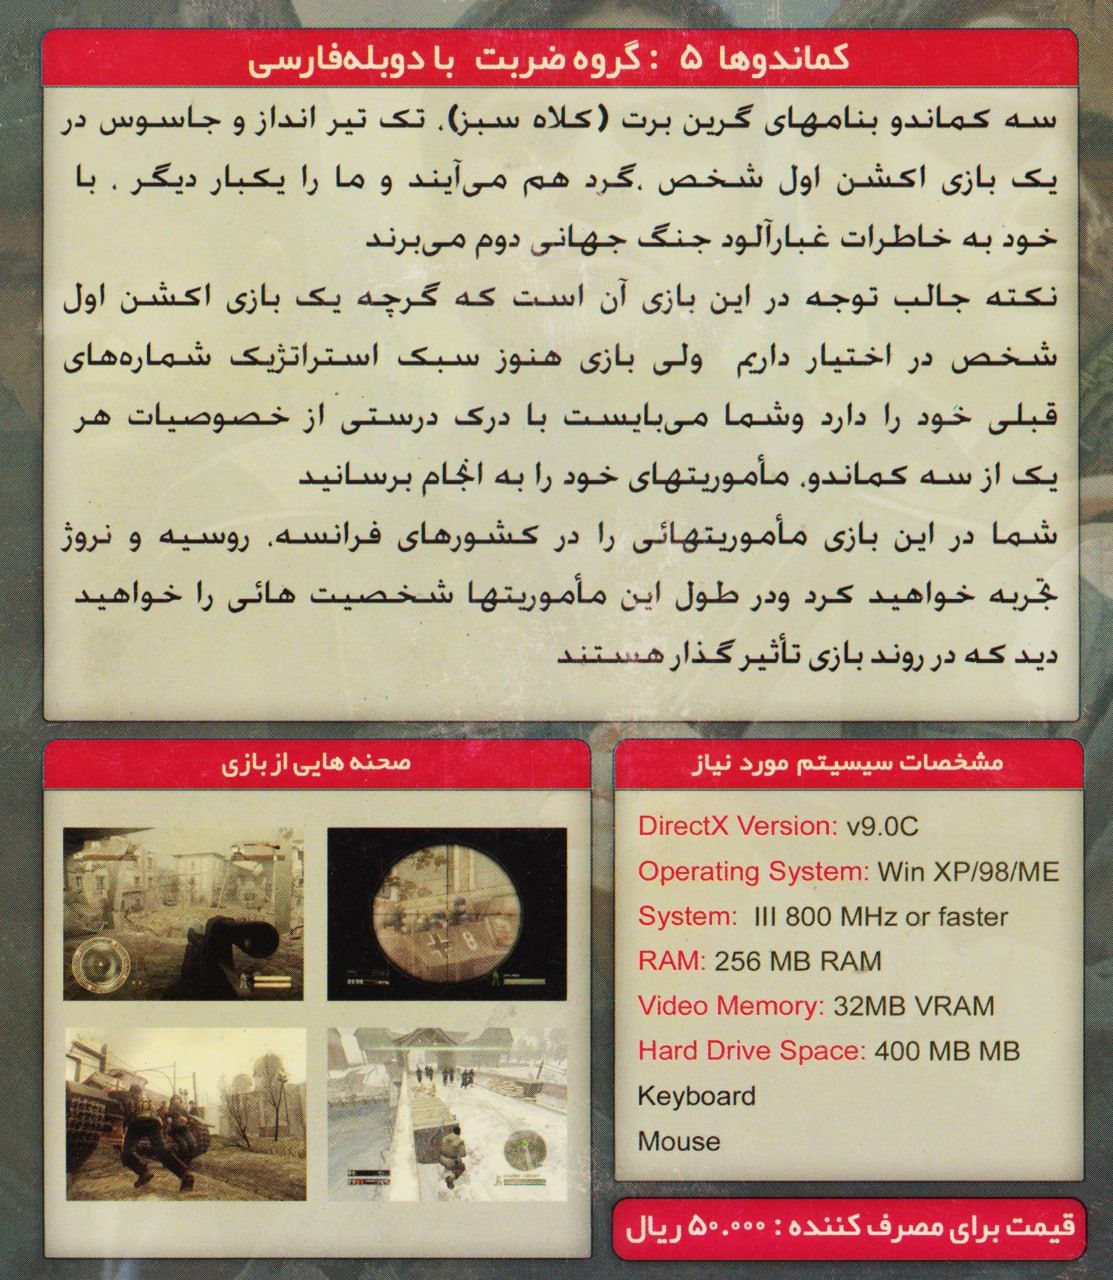 کماندوها ۵ : گروه ضربت با دوبله‌فارسی
سه کماندو بنامهای گرین برت (کلاه سبز)، تک تیر انداز و جاسوس در
یک بازی اکشن اول شخص ،گرد هم می‌آیند و ما را یکبار دیگر ، با
خود به خاطرات غبارآلود جنگ جهانی دوم می‌برند
نکته جالب توجه در این بازی آن است که گرچه یک بازی اکشن اول
شخص در اختیار داریم ولی بازی هنوز سبک استراتژیک شماره‌های
قبلی خود را دارد وشما می‌بایست با درک درستی از خصوصیات هر
یک از سه کماندو، مأموریتهای خود را به انجام برسانید
شما در این بازی مأموریتهائی را در کشورهای فرانسه، روسیه و نروژ
تجربه خواهید کرد ودر طول این مأموریتها شخصیت هائی را خواهید
دید که در روند بازی تأثیر گذار هستند
مشخصات سیسیتم مورد نیاز
DirectX Version: v9.0C
Operating System: Win XP/98/ME
System: III 800 MHz or faster
RAM: 256 MB RAM
Video Memory: 32MB VRAM
Hard Drive Space: 400 MB MB
Keyboard
Mouse
قیمت برای مصرف کننده : ۵۰.۰۰۰ ریال
صحنه هایی از بازی